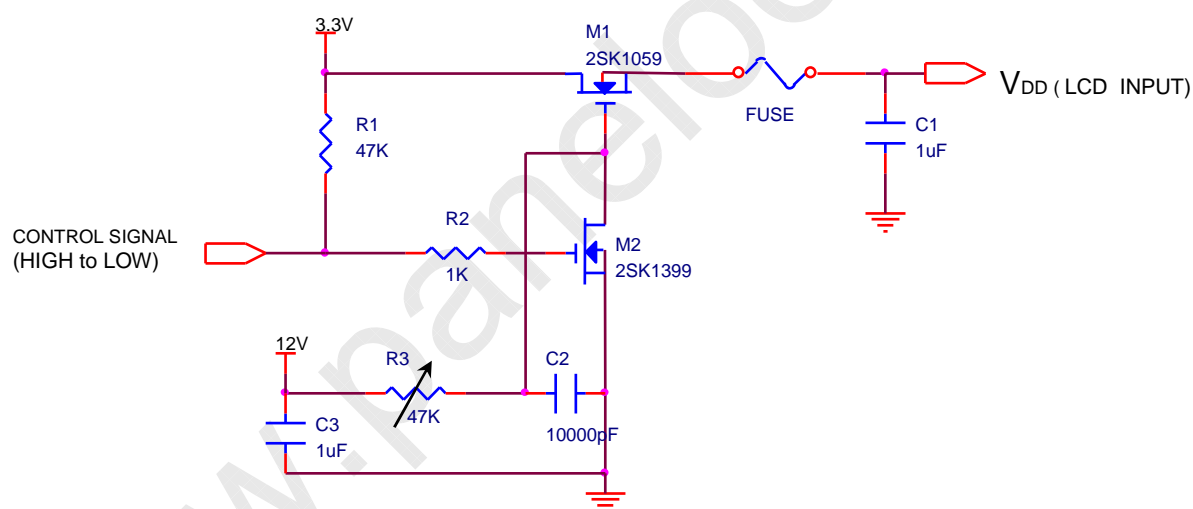 3.3V
M1
2SK1059
FUSE
VDD ( LCD INPUT)
R1
47K
C1
1uF
CONTROL SIGNAL
(HIGH to LOW)
R2
1K
M2
2SK1399
12V
R3
47K
C2
10000pF
C3
1uF
w.paneloo